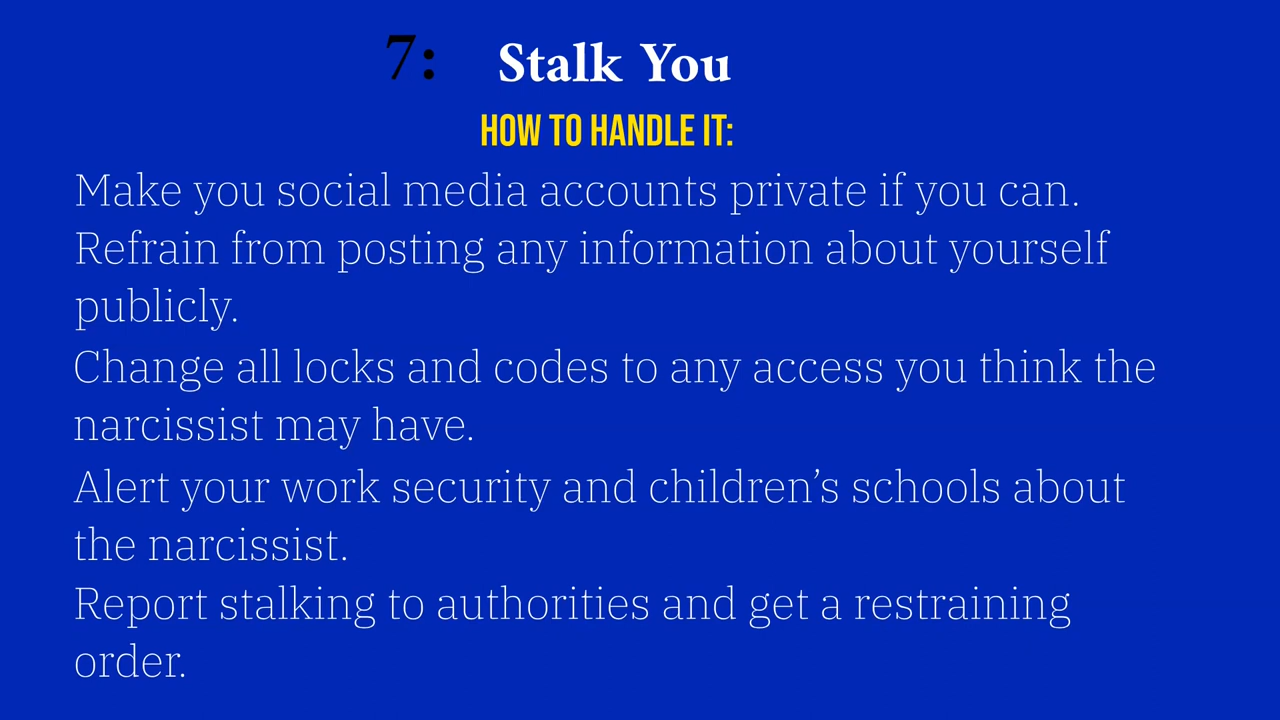 7: Stalk You
HOW TO HANDLE IT:
Make you social media accounts private if you can.
Refrain from posting any information about yourself
publicly.
Change all locks and codes to any access you think the
narcissist may have.
Alert your work security and children’s schools about
the narcissist.
Report stalking to authorities and get a restraining
order.